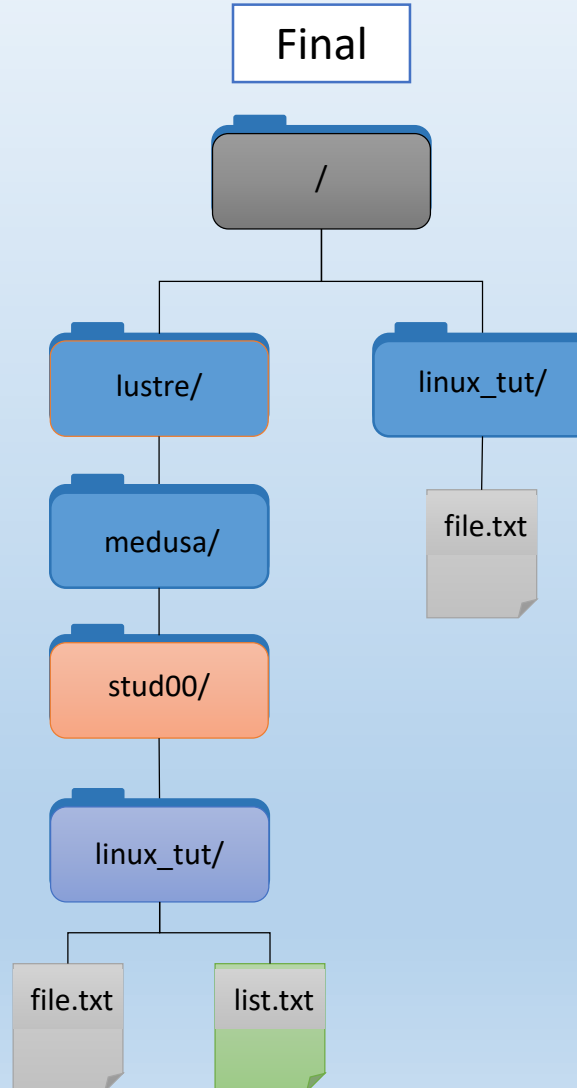 Final
/
lustre/
linux_tut/
medusa/
file.txt
stud00/
linux_tut/
file.txt
list.txt